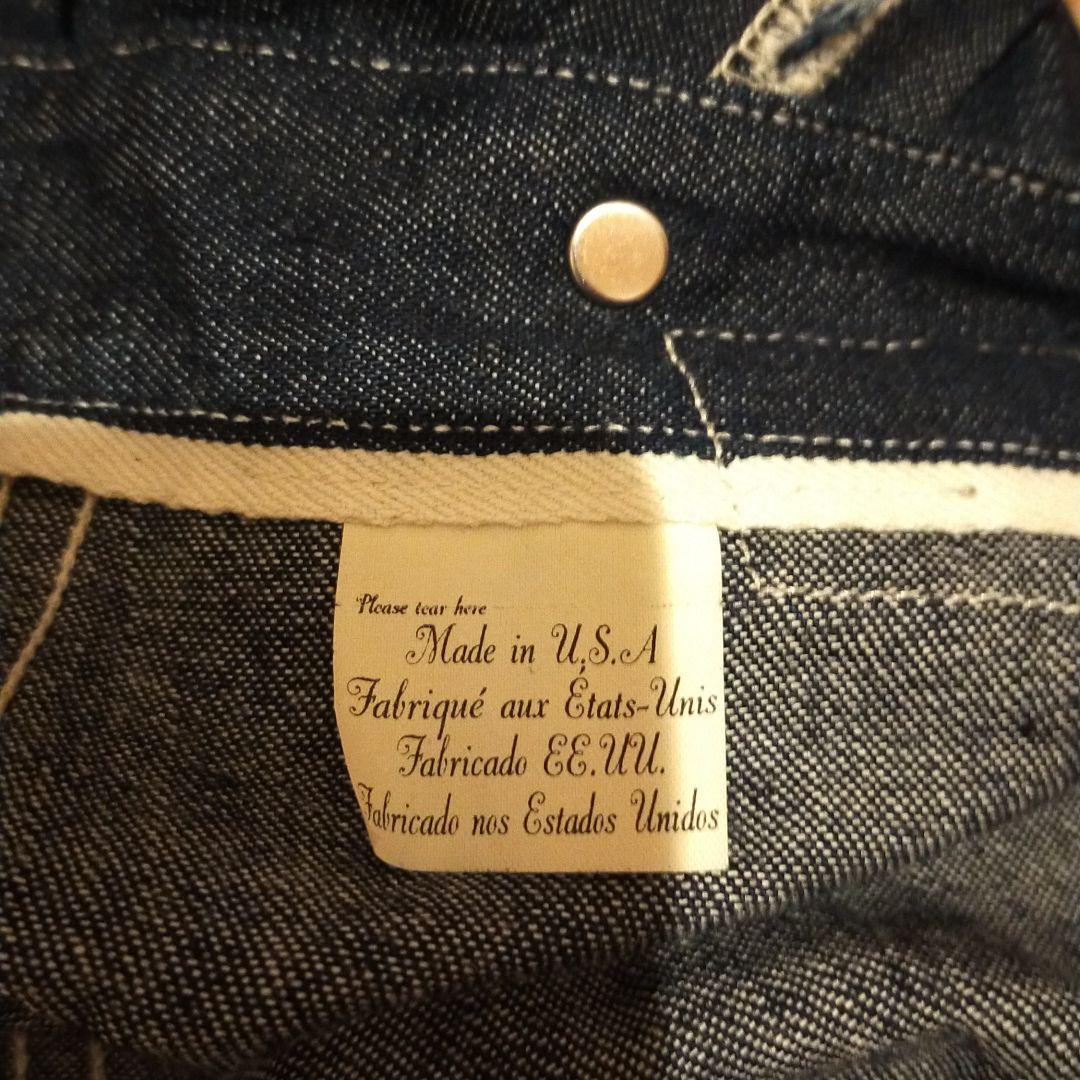 Please tear here
Made in U.S.A
Fabriqué aux États-Unis
Fabricado EE.UU.
Fabricado nos Estados Unidos